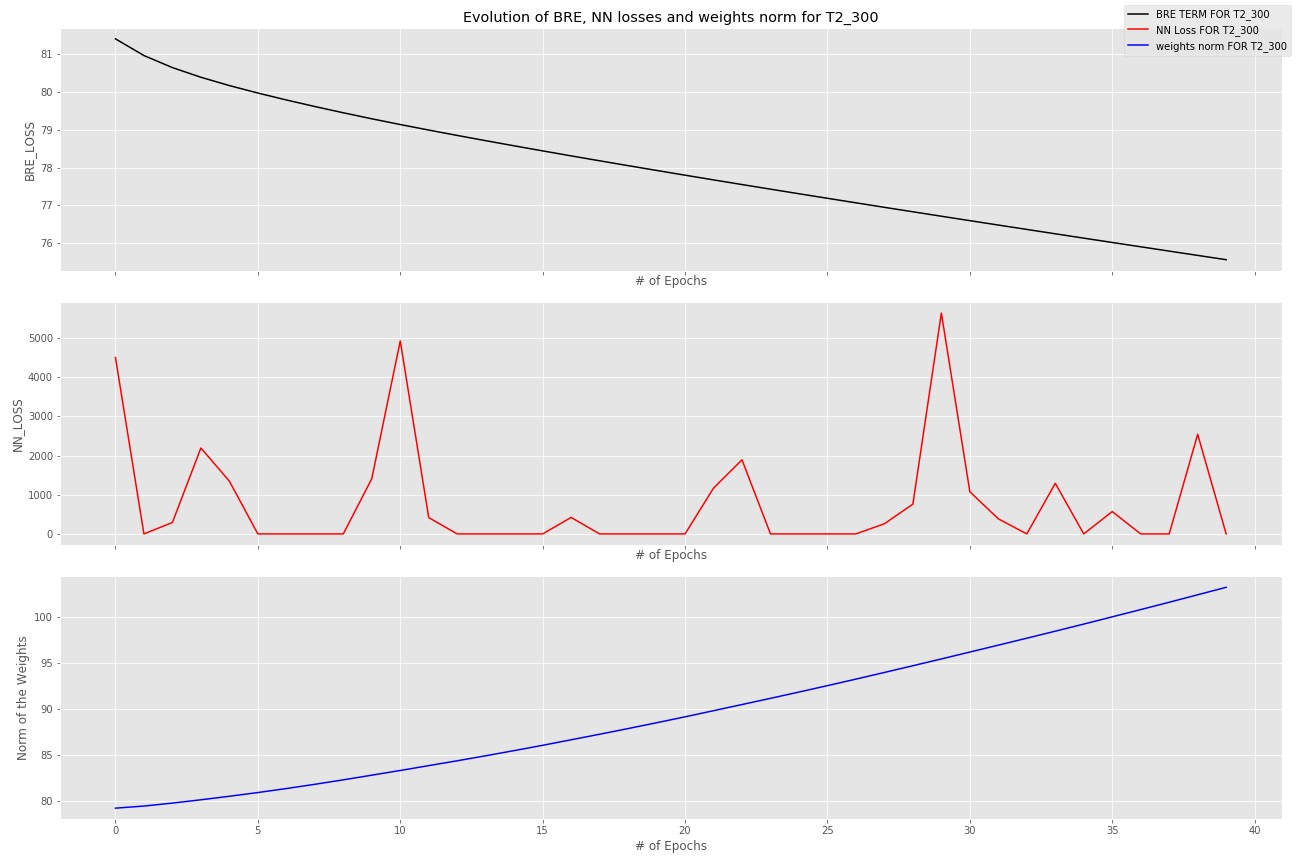 Evolution of BRE, NN losses and weights norm for T2_300
BRE TERM FOR T2_300
NN Loss FOR T2_300
weights norm FOR T2_300
BRE_LOSS
81
80
79
78
77
76
# of Epochs
NN_LOSS
5000
4000
3000
2000
1000
0
# of Epochs
Norm of the Weights
100
95
90
85
80
0 5 10 15 20 25 30 35 40
# of Epochs